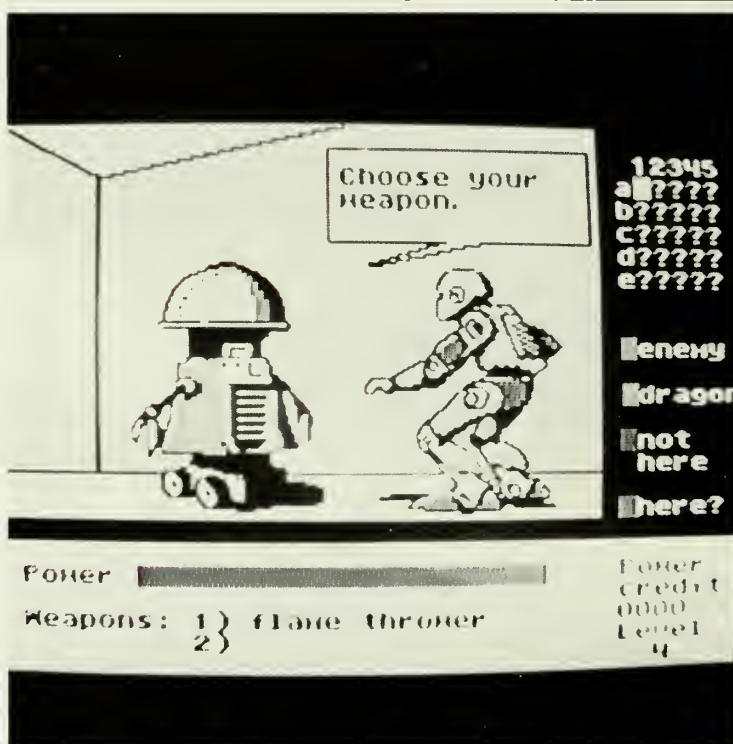 Choose your
weapon.
12345
a ????
b?????
c?????
d?????
e?????
enemy
dragon
not
here
here?
Power
Weapons: 1) flame thrower
2)
Power
credit
0000
Level
4